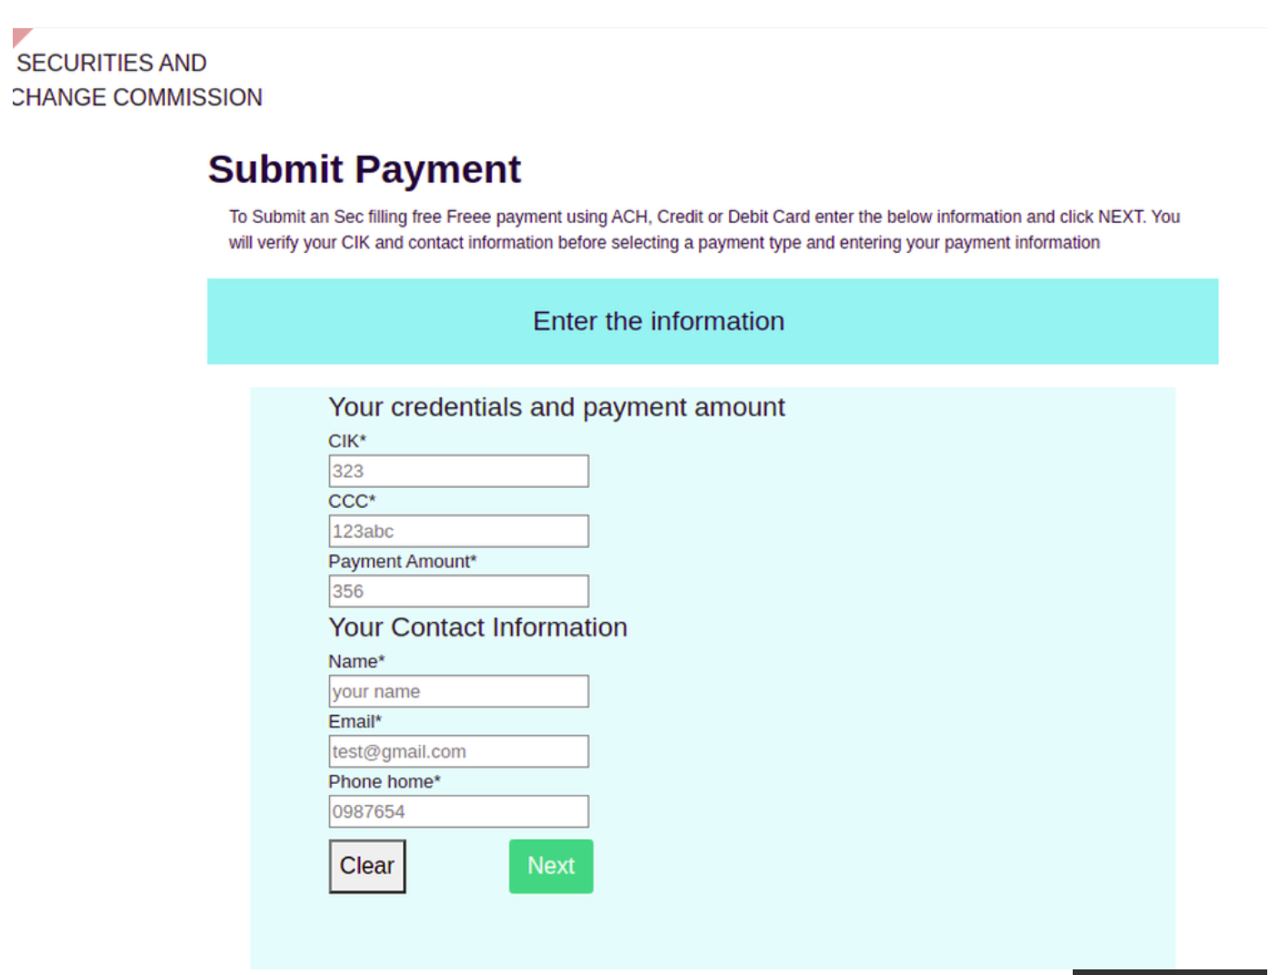 SECURITIES AND
CHANGE COMMISSION
Submit Payment
To Submit an Sec filling free Freee payment using ACH, Credit or Debit Card enter the below information and click NEXT. You
will verify your CIK and contact information before selecting a payment type and entering your payment information
Enter the information
Your credentials and payment amount
CIK*
323
CCC*
123abc
Payment Amount*
356
Your Contact Information
Name*
your name
Email*
test@gmail.com
Phone home*
0987654
Clear
Next